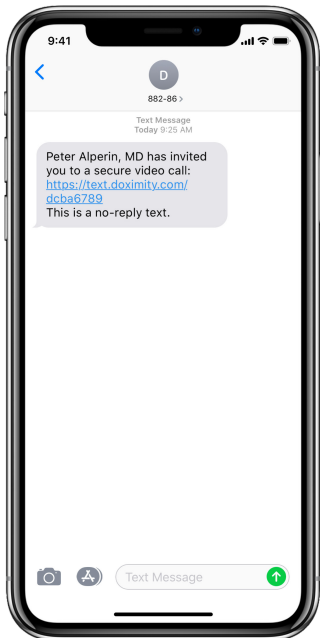 9:41
D
882-86 >
Text Message
Today 9:25 AM
Peter Alperin, MD has invited
you to a secure video call:
https://text.doximity.com/
dcba6789
This is a no-reply text.
Text Message